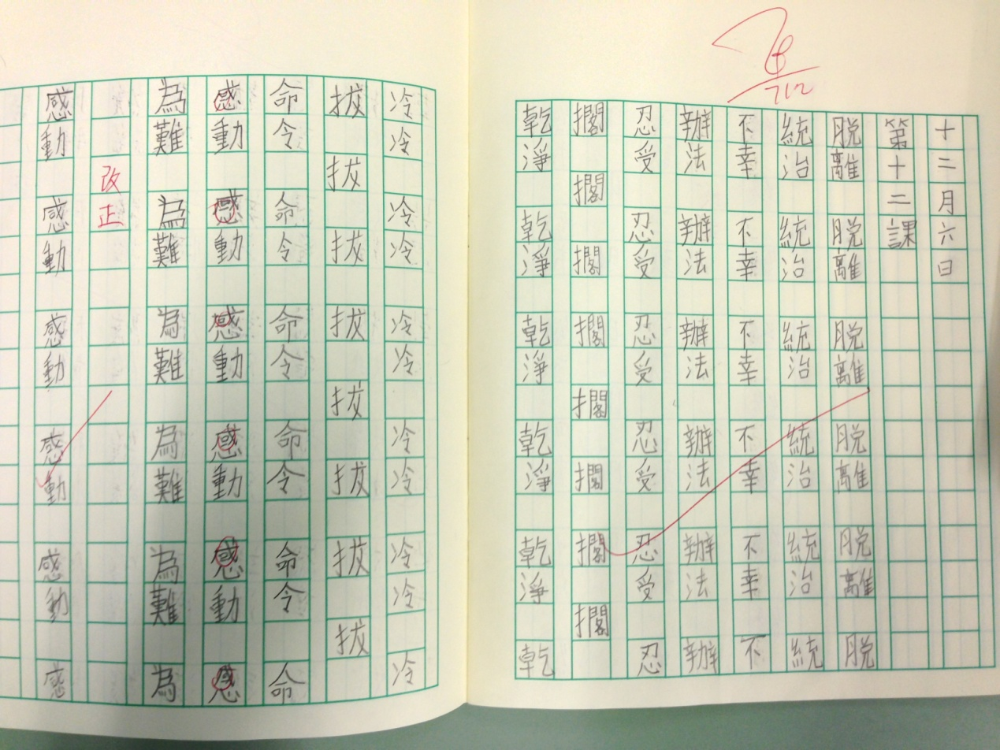 712
十二月六日
第十二課
脫離 脫離 脫離 脫離 脫離 脫
統治 統治 統治 統治 統治 統
不幸 不幸 不幸 不幸 不幸 不
辦法 辦法 辦法 辦法 辦法 辦
忍受 忍受 忍受 忍受 忍受 忍
擱 擱 擱 擱 擱 擱 擱 擱
乾淨 乾淨 乾淨 乾淨 乾淨 乾
冷冷 冷冷 冷冷 冷冷 冷冷 冷
拔 拔 拔 拔 拔 拔 拔 拔
命令 命令 命令 命令 命令 命
感動 感動 感動 感動 感動 感
為難 為難 為難 為難 為難 為
改正
感動 感動 感動 感動 感動 感